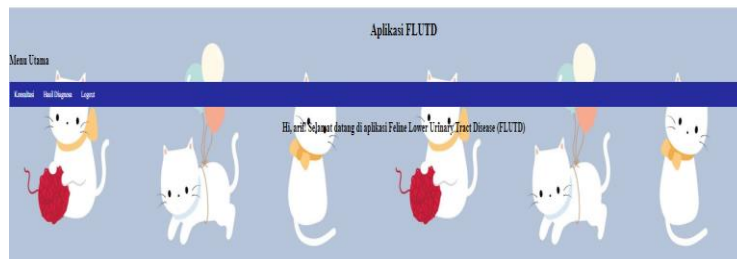 Aplikasi FLUTD
Menu Utama
Konsultasi Hasil Diagnosa Logout
Hi, arif! Selamat datang di aplikasi Feline Lower Urinary Tract Disease (FLUTD)